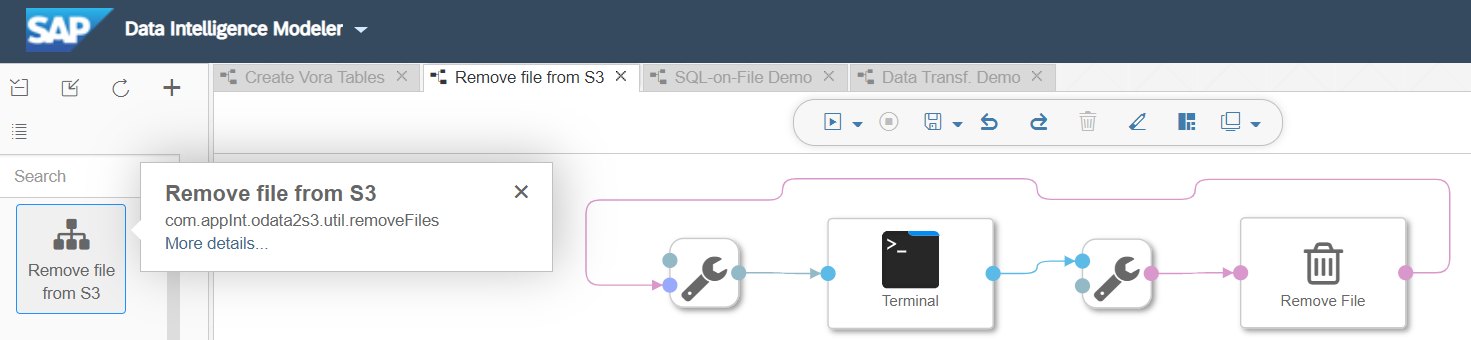 SAP Data Intelligence Modeler
Create Vora Tables
Remove file from S3
SQL-on-File Demo
Data Transf. Demo
Search
Remove file from S3
com.appInt.odata2s3.util.removeFiles
More details...
Remove file
from S3
>_
Terminal
Remove File